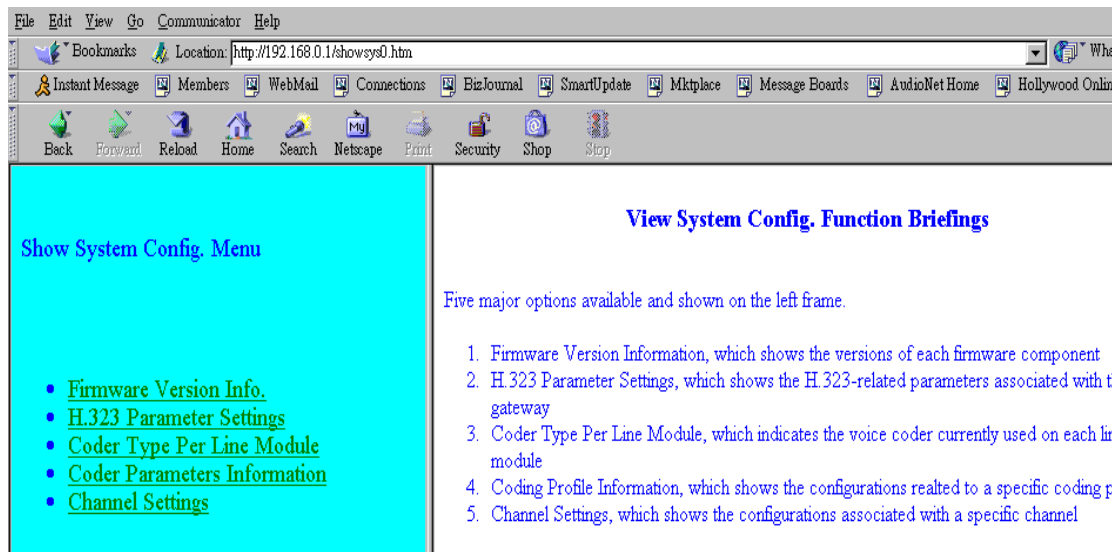 File Edit View Go Communicator Help
Bookmarks Location: http://192.168.0.1/showsys0.htm
Instant Message Members WebMail Connections BizJournal SmartUpdate Mktplace Message Boards AudioNet Home Hollywood Onlin
Back Forward Reload Home Search Netscape Print Security Shop Stop
Show System Config. Menu
Firmware Version Info.
H.323 Parameter Settings
Coder Type Per Line Module
Coder Parameters Information
Channel Settings
View System Config. Function Briefings
Five major options available and shown on the left frame.
1. Firmware Version Information, which shows the versions of each firmware component
2. H.323 Parameter Settings, which shows the H.323-related parameters associated with
gateway
3. Coder Type Per Line Module, which indicates the voice coder currently used on each
module
4. Coding Profile Information, which shows the configurations realted to a specific coding
5. Channel Settings, which shows the configurations associated with a specific channel